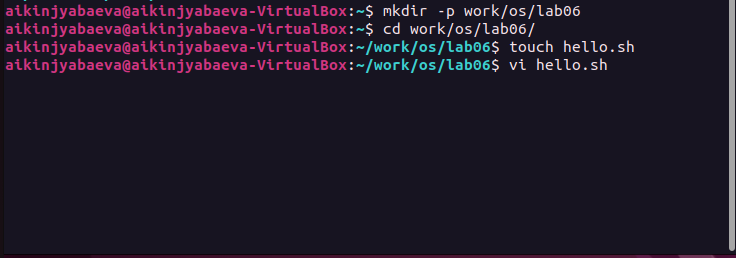 aikinjyabaeva@aikinjyabaeva-VirtualBox:~$ mkdir -p work/os/lab06
aikinjyabaeva@aikinjyabaeva-VirtualBox:~$ cd work/os/lab06/
aikinjyabaeva@aikinjyabaeva-VirtualBox:~/work/os/lab06$ touch hello.sh
aikinjyabaeva@aikinjyabaeva-VirtualBox:~/work/os/lab06$ vi hello.sh